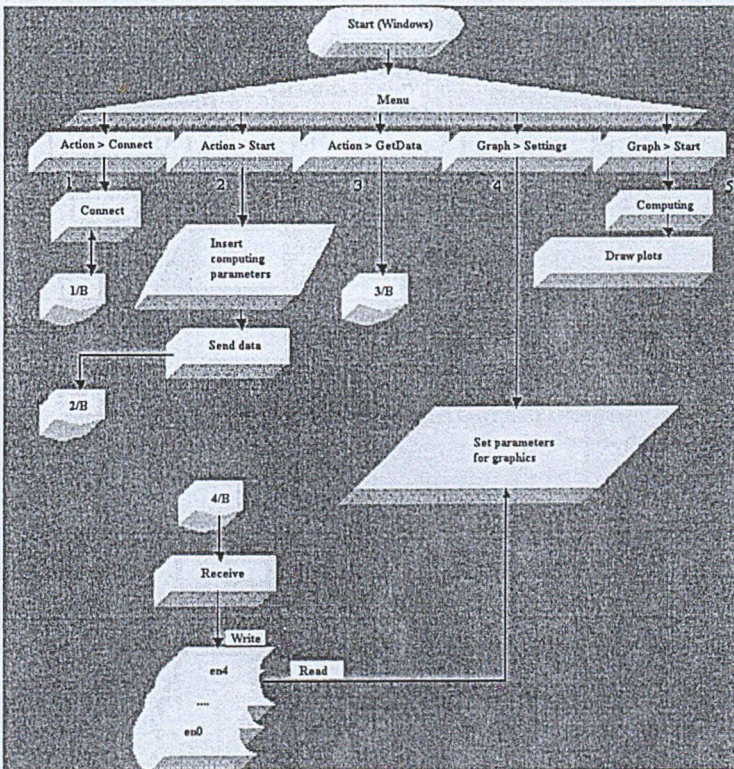 Start (Windows)
Menu
Action > Connect
Action > Start
Action > GetData
Graph > Settings
Graph > Start
1
2
3
4
5
Connect
Insert
computing
parameters
Computing
Draw plots
1/B
3/B
Send data
2/B
Set parameters
for graphics
4/B
Receive
Write
en4
Read
....
en0